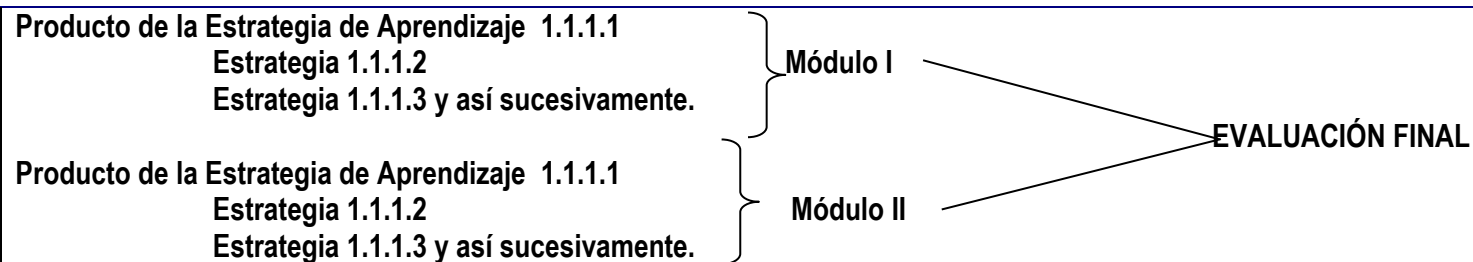 Producto de la Estrategia de Aprendizaje 1.1.1.1
Estrategia 1.1.1.2 Módulo I
Estrategia 1.1.1.3 y así sucesivamente.
EVALUACIÓN FINAL
Producto de la Estrategia de Aprendizaje 1.1.1.1
Estrategia 1.1.1.2 Módulo II
Estrategia 1.1.1.3 y así sucesivamente.